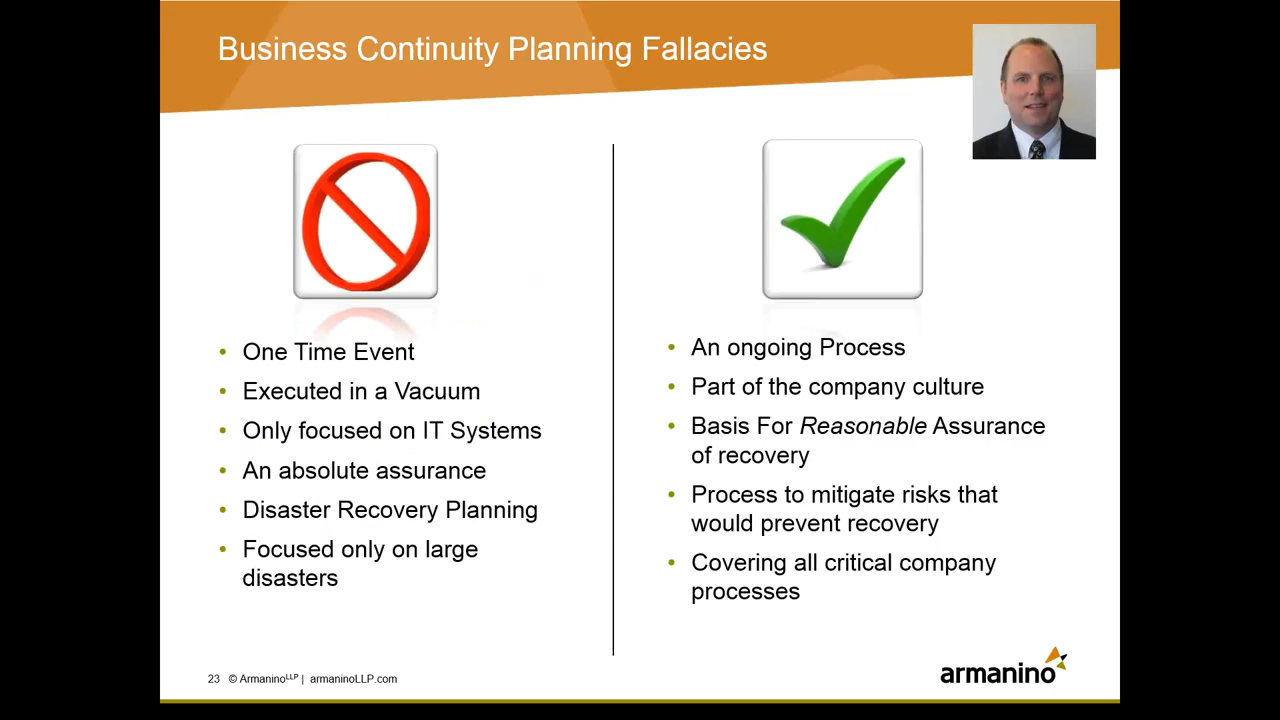 Business Continuity Planning Fallacies
• One Time Event
• Executed in a Vacuum
• Only focused on IT Systems
• An absolute assurance
• Disaster Recovery Planning
• Focused only on large
disasters
• An ongoing Process
• Part of the company culture
• Basis For Reasonable Assurance
of recovery
• Process to mitigate risks that
would prevent recovery
• Covering all critical company
processes
23 © ArmaninoLLP | armaninoLLP.com
armanino